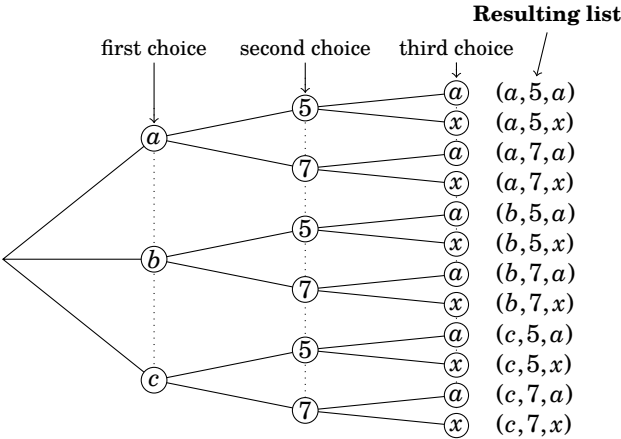 Resulting list
first choice second choice third choice
a (a,5,a)
5
x (a,5,x)
a
a (a,7,a)
7
x (a,7,x)
a (b,5,a)
5
x (b,5,x)
b
a (b,7,a)
7
x (b,7,x)
a (c,5,a)
5
x (c,5,x)
c
a (c,7,a)
7
x (c,7,x)